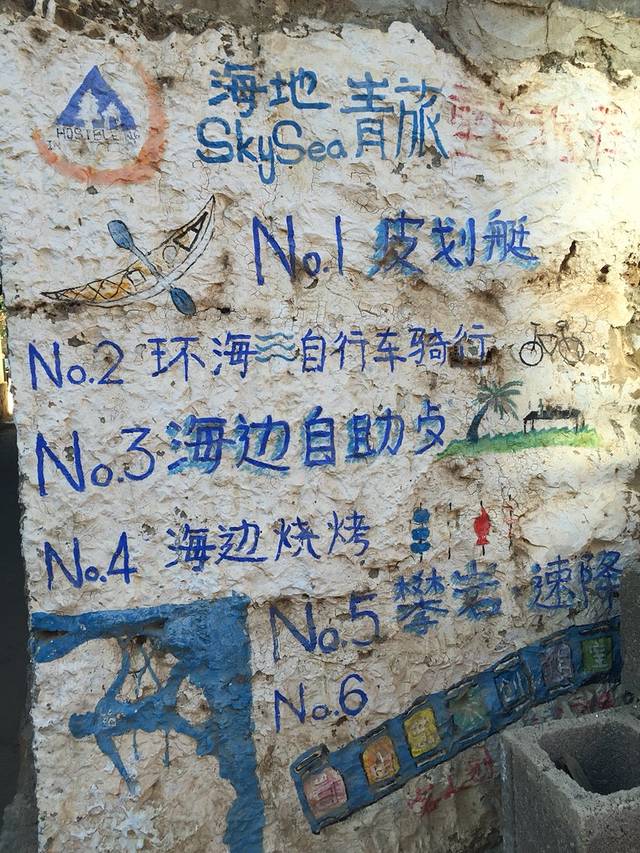 海地青旅
SkySea
No.1 皮划艇
No.2 环海 自行车骑行
No.3 海边自助
No.4 海边烧烤
No.5 攀岩 速降
No.6